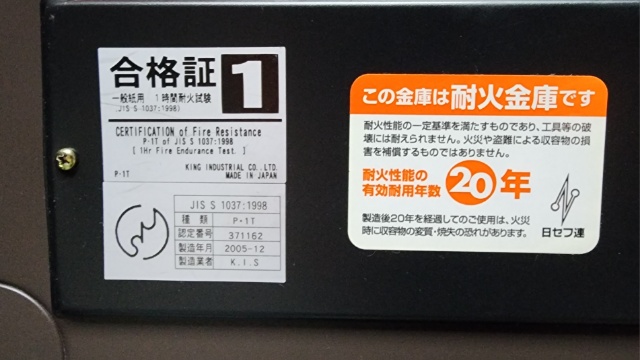 合格証 1
一般紙用 1時間耐火試験
(JIS S 1037:1998)
CERTIFICATION of Fire Resistance
P-1T of JIS S 1037:1998
[ 1Hr Fire Endurance Test. ]
KING INDUSTRIAL CO. LTD.
P-1T MADE IN JAPAN
JIS S 1037:1998
種類 P-1T
認定番号 371162
製造年月 2005-12
製造業者 K.I.S
この金庫は耐火金庫です
耐火性能の一定基準を満たすものであり、工具等の破
壊には耐えられません。火災や盗難による収容物の損
害を補償するものではありません。
耐火性能の
有効耐用年数 20年
製造後20年を経過してのご使用は、火災
時に収容物の変質・焼失の恐れがあります。
日セフ連